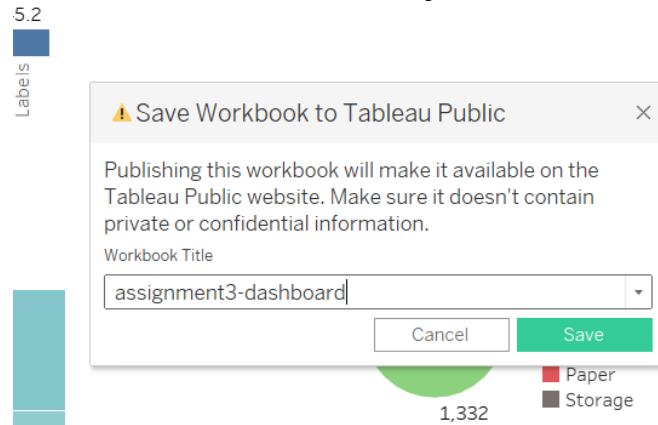 5.2
Labels
Save Workbook to Tableau Public
Publishing this workbook will make it available on the
Tableau Public website. Make sure it doesn't contain
private or confidential information.
Workbook Title
assignment3-dashboard
Cancel
Save
Paper
Storage
1,332